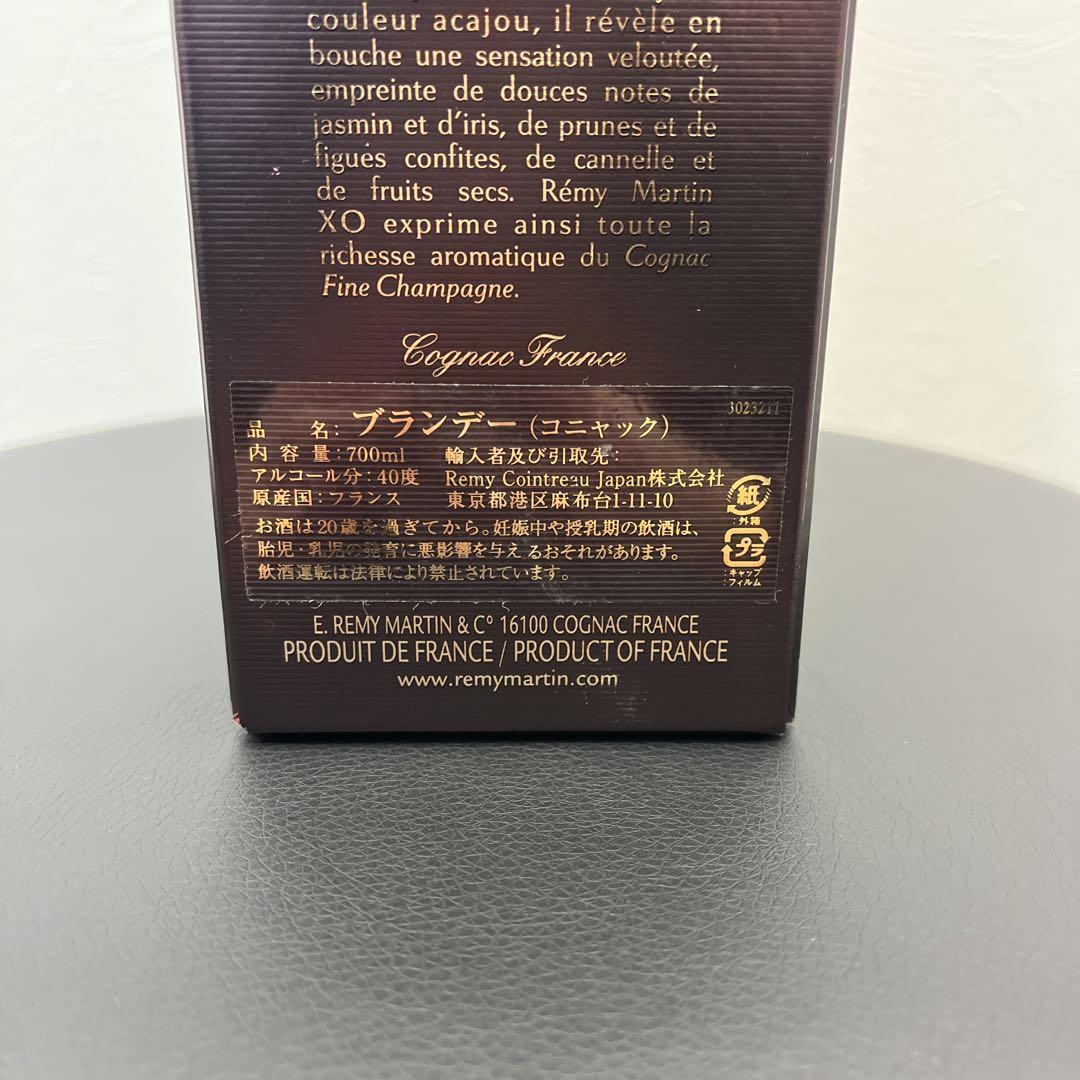 couleur acajou, il révèle en
bouche une sensation veloutée,
empreinte de douces notes de
jasmin et d'iris, de prunes et de
figues confites, de cannelle et
de fruits secs. Rémy Martin
XO exprime ainsi toute la
richesse aromatique du Cognac
Fine Champagne.
Cognac France
3023211
品名:ブランデー(コニャック)
内容量:700ml 輸入者及び引取先:
アルコール分:40度 Remy Cointreau Japan株式会社
原産国:フランス 東京都港区麻布台1-11-10
紙
:外箱
お酒は20歳を過ぎてから。妊娠中や授乳期の飲酒は、
胎児・乳児の発育に悪影響を与えるおそれがあります。
飲酒運転は法律により禁止されています。
プラ
:キャップ
:フィルム
E. REMY MARTIN & C° 16100 COGNAC FRANCE
PRODUIT DE FRANCE / PRODUCT OF FRANCE
www.remymartin.com